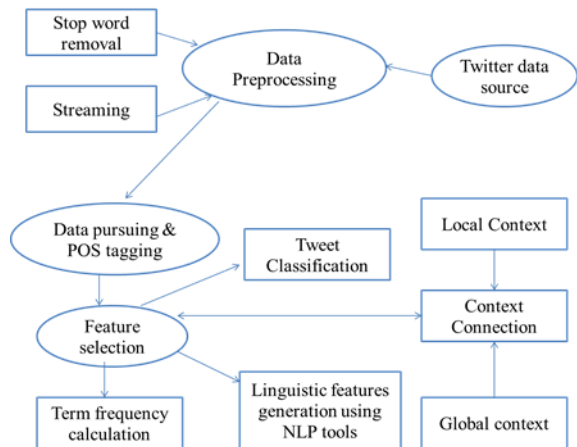 Stop word
removal
Data
Preprocessing
Twitter data
source
Streaming
Data pursuing &
POS tagging
Tweet
Classification
Local Context
Feature
selection
Context
Connection
Term frequency
calculation
Linguistic features
generation using
NLP tools
Global context